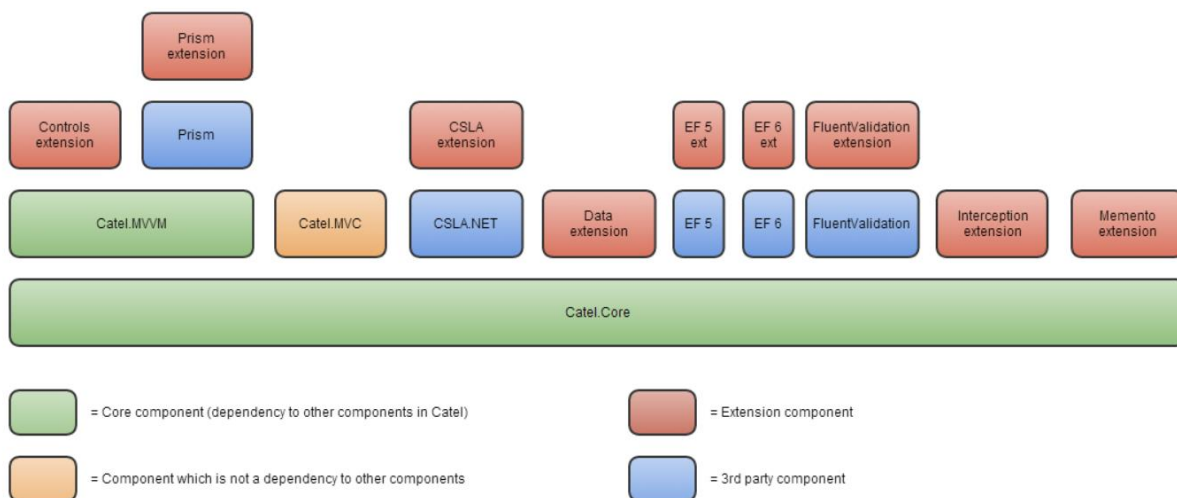 Prism
extension
Controls
extension
Prism
CSLA
extension
EF 5
ext
EF 6
ext
FluentValidation
extension
Catel.MVVM
Catel.MVC
CSLA.NET
Data
extension
EF 5
EF 6
FluentValidation
Interception
extension
Memento
extension
Catel.Core
= Core component (dependency to other components in Catel)
= Extension component
= Component which is not a dependency to other components
= 3rd party component